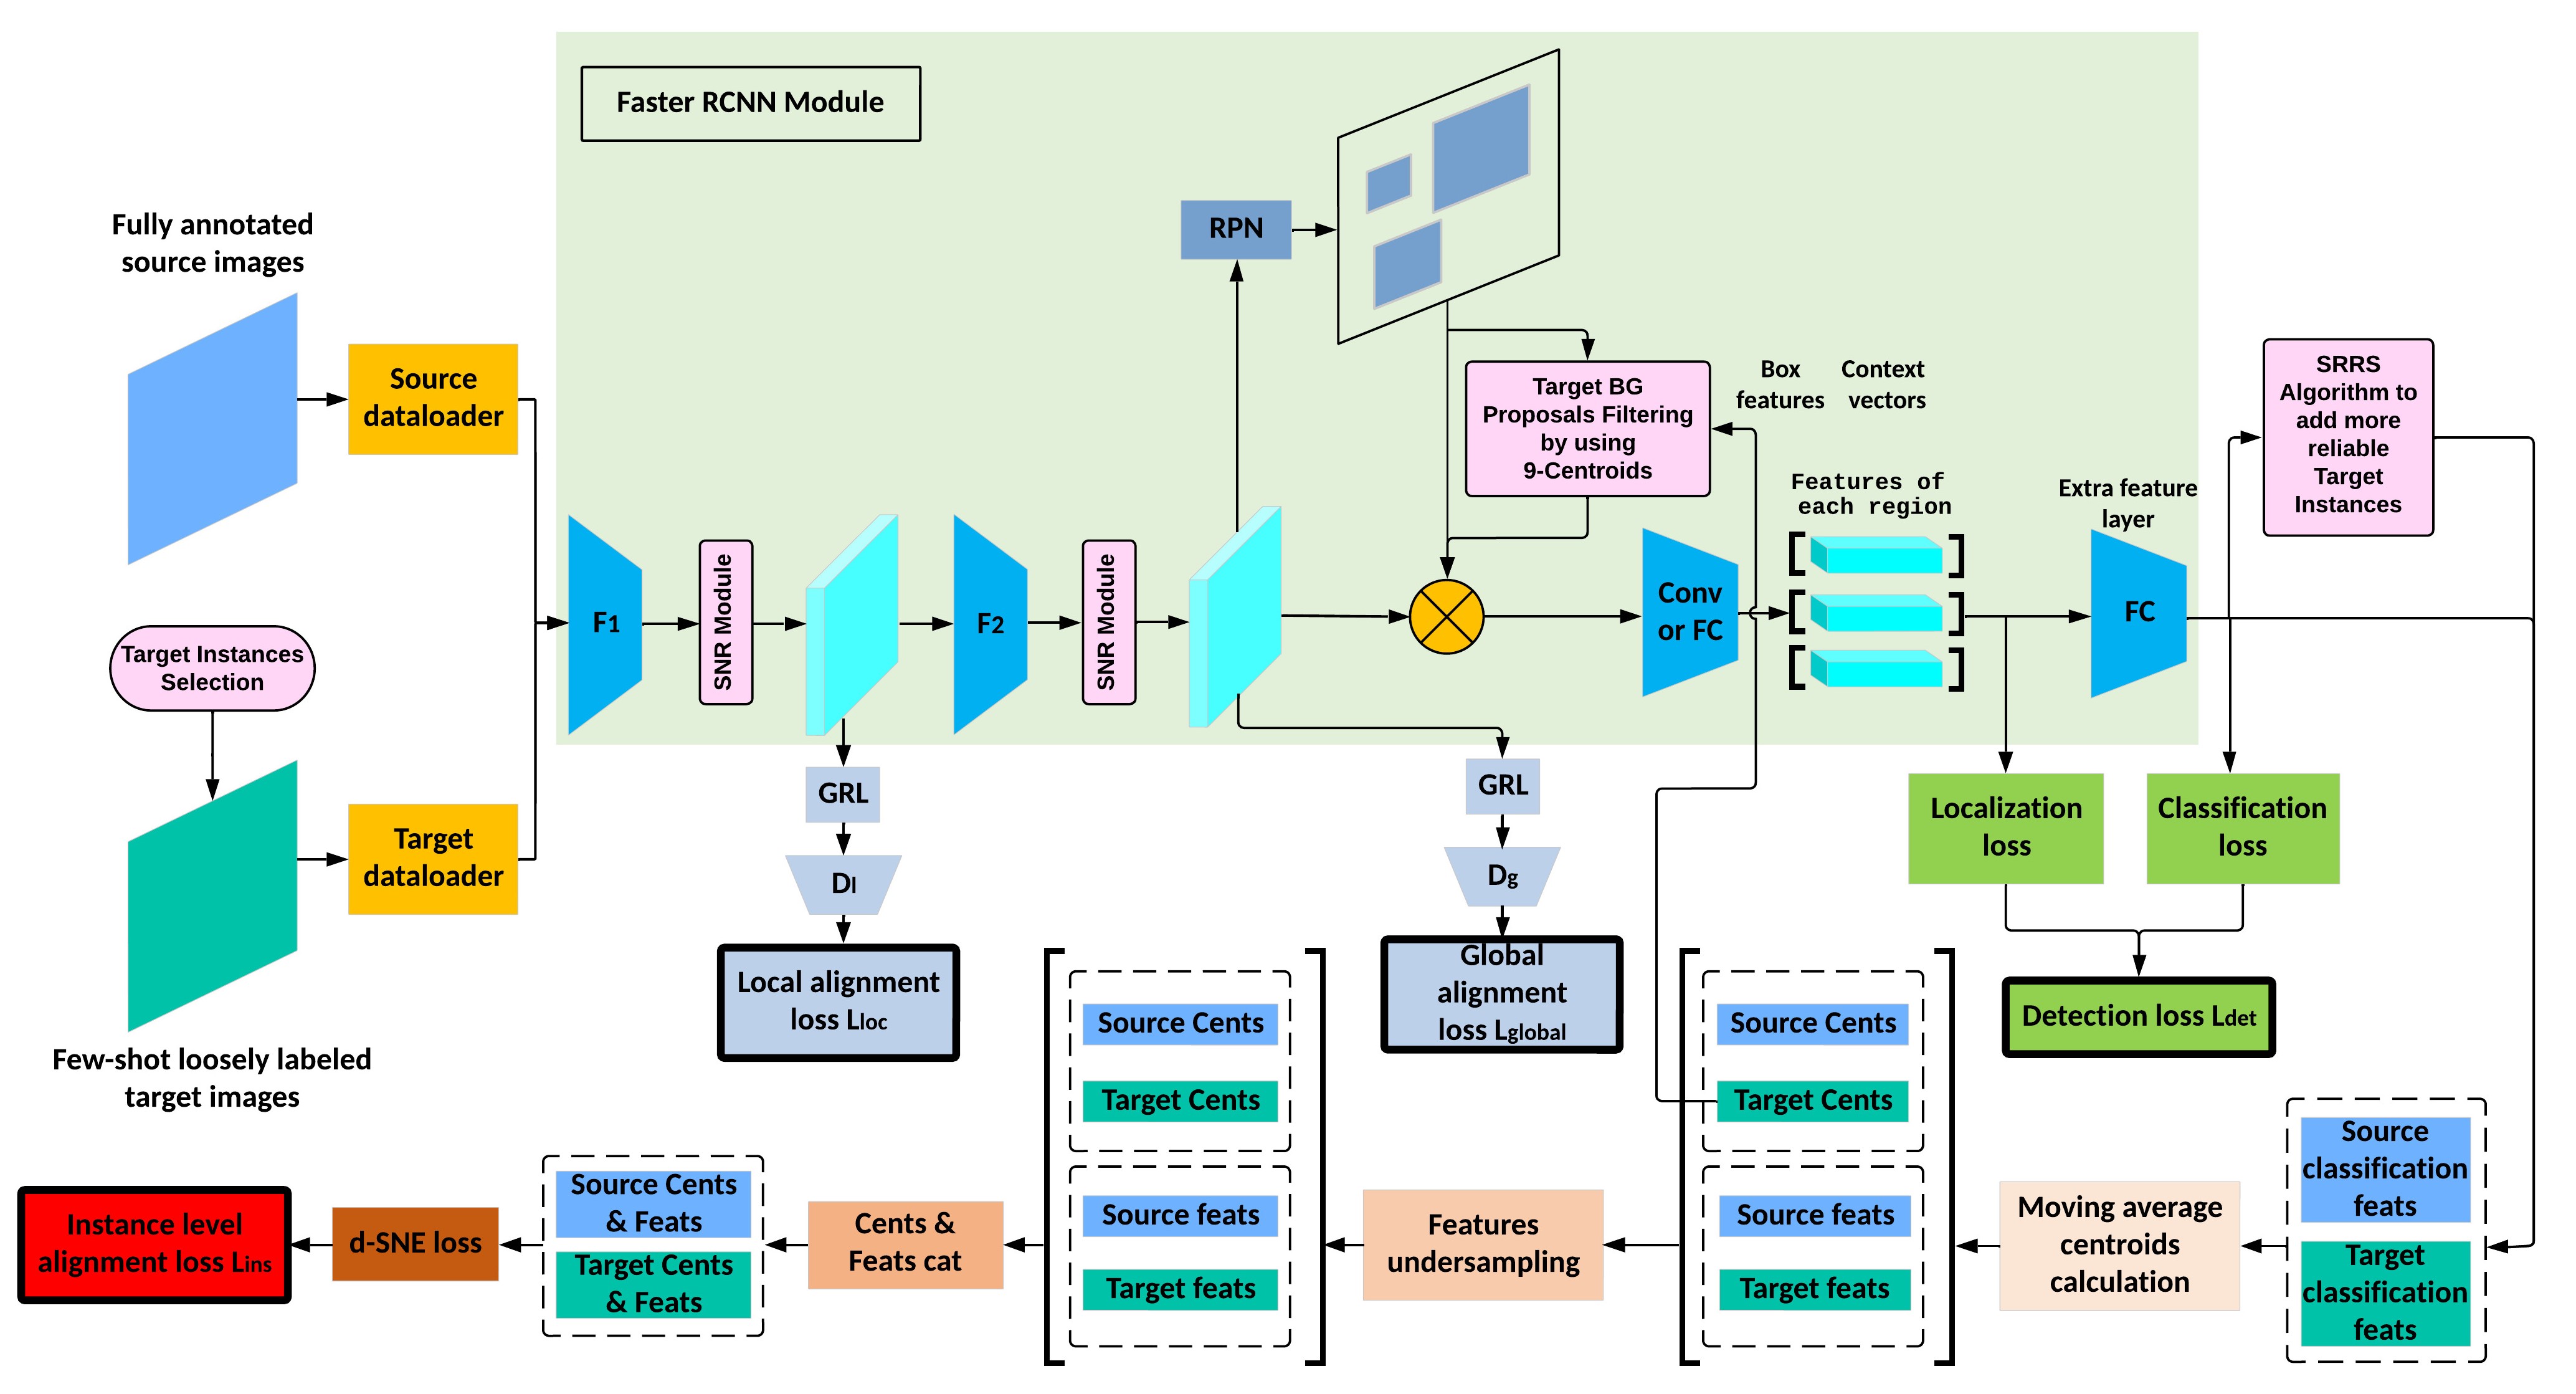 Faster RCNN Module
Fully annotated
source images
Source
dataloader
Target Instances
Selection
Target
dataloader
Few-shot loosely labeled
target images
F1
SNR Module
F2
SNR Module
RPN
Target BG
Proposals Filtering
by using
9-Centroids
Box
features
Context
vectors
Conv
or FC
Features of
each region
Extra feature
layer
FC
SRRS
Algorithm to
add more
reliable
Target
Instances
GRL
Dl
Local alignment
loss Lloc
GRL
Dg
Global
alignment
loss Lglobal
Localization
loss
Classification
loss
Detection loss Ldet
Source
classification
feats
Target
classification
feats
Moving average
centroids
calculation
Source Cents
Target Cents
Source feats
Target feats
Features
undersampling
Source Cents
Target Cents
Source feats
Target feats
Cents &
Feats cat
Source Cents
& Feats
Target Cents
& Feats
d-SNE loss
Instance level
alignment loss Lins